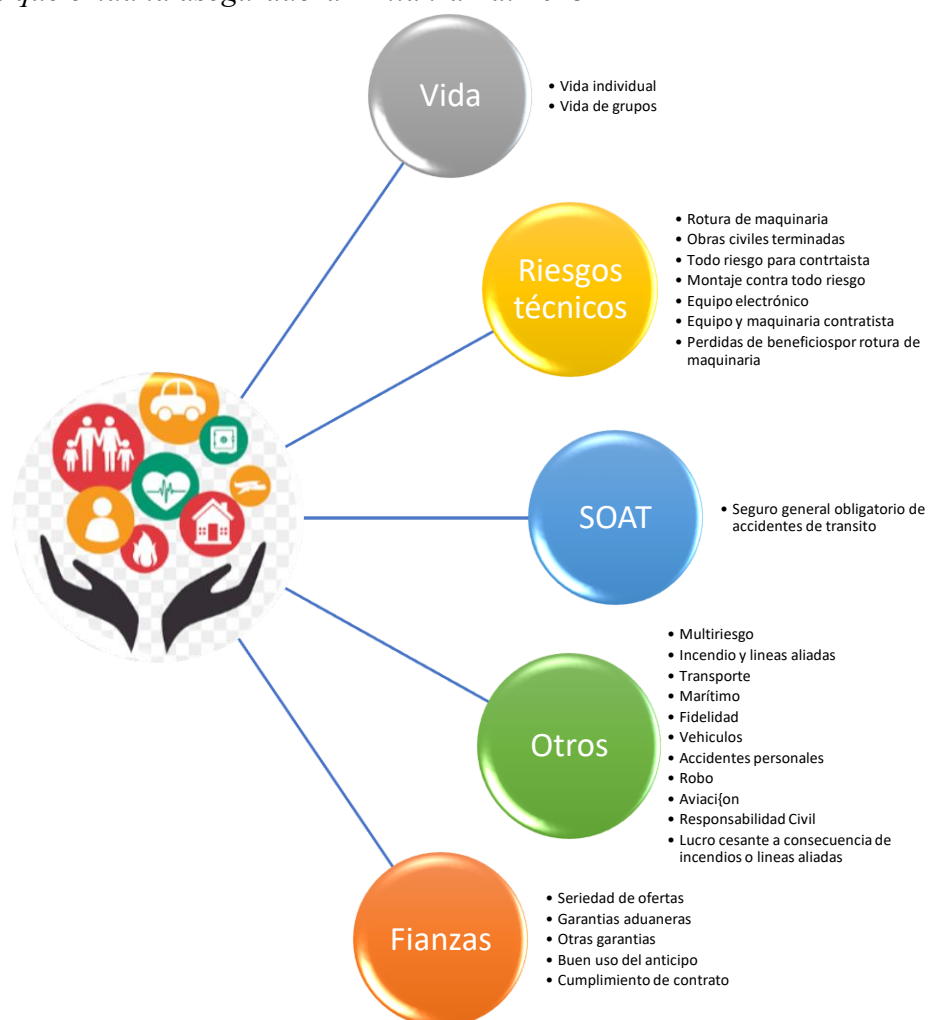 Vida
• Vida individual
• Vida de grupos
Riesgos
técnicos
• Rotura de maquinaria
• Obras civiles terminadas
• Todo riesgo para contrtaista
• Montaje contra todo riesgo
• Equipo electrónico
• Equipo y maquinaria contratista
• Perdidas de beneficiospor rotura de
maquinaria
SOAT
• Seguro general obligatorio de
accidentes de transito
Otros
• Multiriesgo
• Incendio y lineas aliadas
• Transporte
• Marítimo
• Fidelidad
• Vehiculos
• Accidentes personales
• Robo
• Aviaci{on
• Responsabilidad Civil
• Lucro cesante a consecuencia de
incendios o lineas aliadas
Fianzas
• Seriedad de ofertas
• Garantias aduaneras
• Otras garantias
• Buen uso del anticipo
• Cumplimiento de contrato